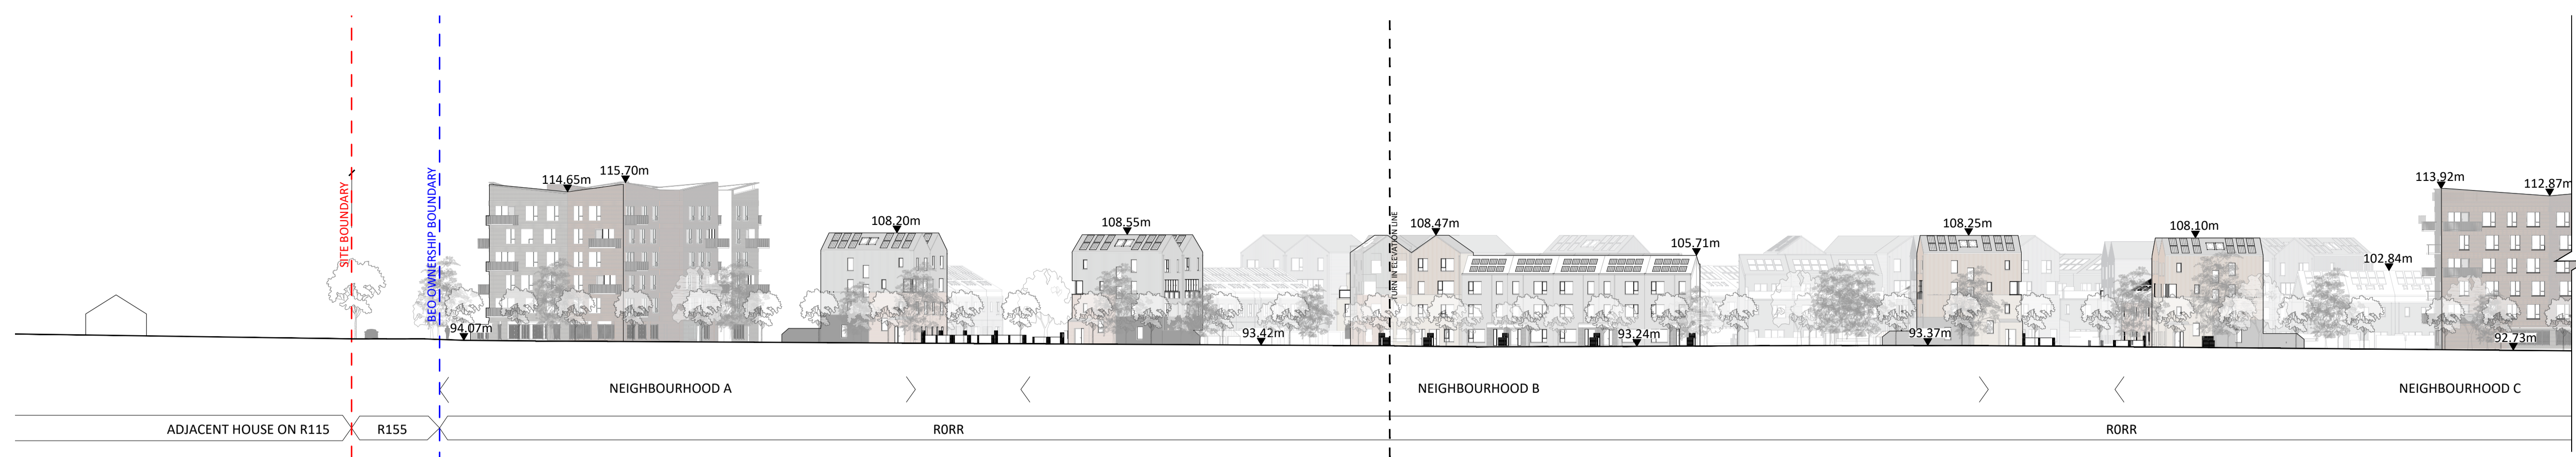 SITE BOUNDARY
BEO OWNERSHIP BOUNDARY
TURN IN ELEVATION LINE
114.65m
115.70m
108.20m
108.55m
108.47m
105.71m
108.25m
108.10m
102.84m
113.92m
112.87m
94.07m
93.42m
93.24m
93.37m
92.73m
NEIGHBOURHOOD A
NEIGHBOURHOOD B
NEIGHBOURHOOD C
ADJACENT HOUSE ON R115
R155
R0RR
R0RR